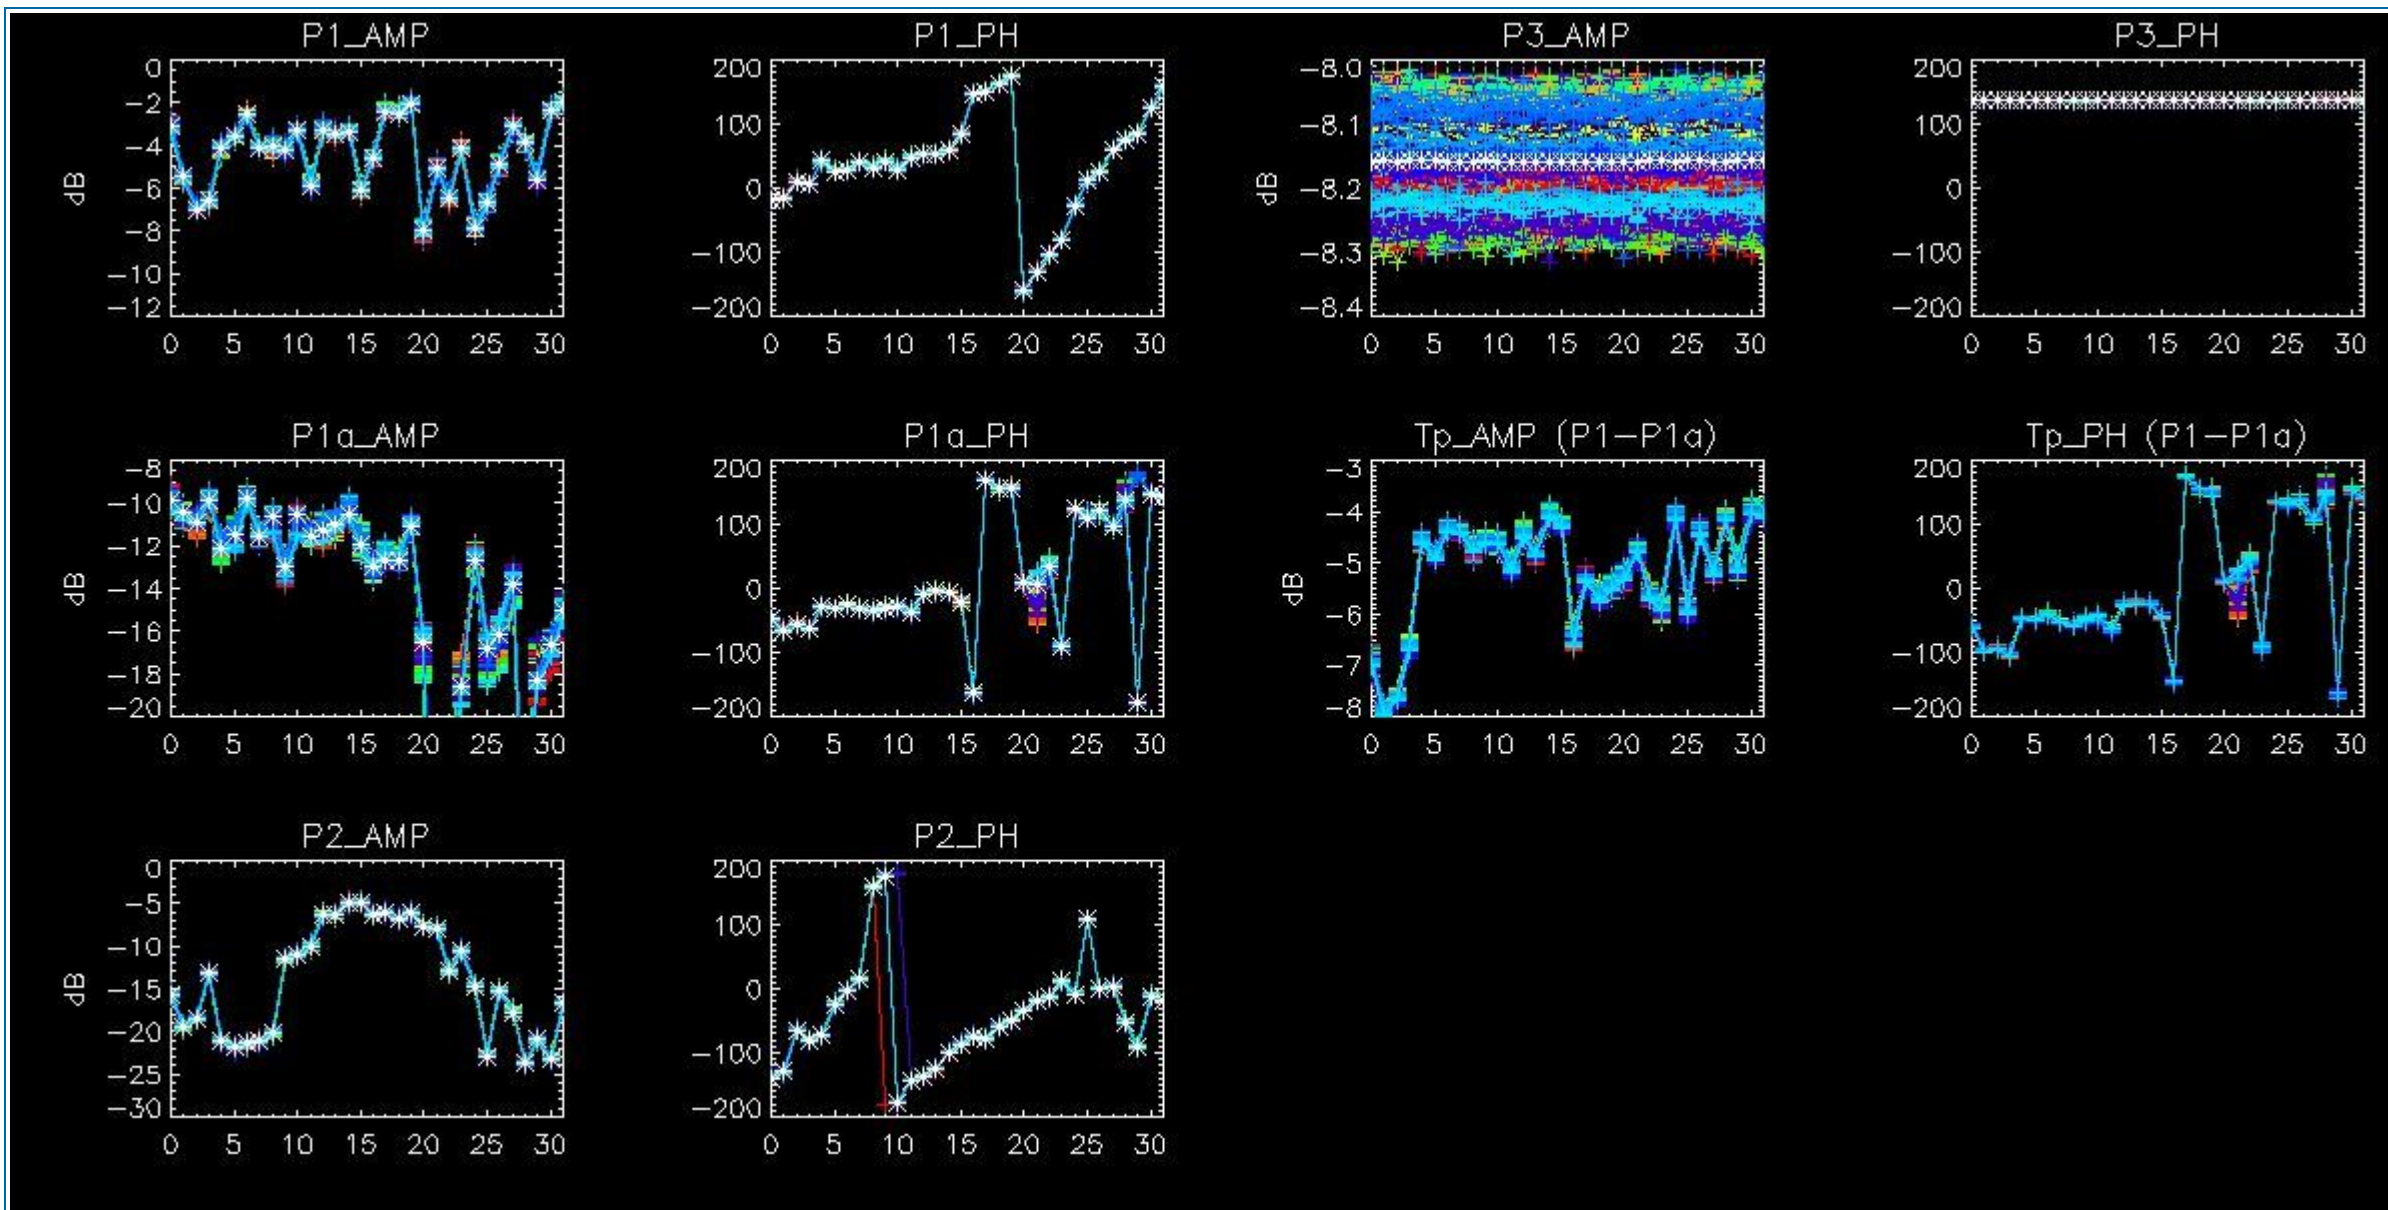 P1_AMP
0
−2
−4
−6
−8
−10
−12
dB
0 5 10 15 20 25 30
P1_PH
200
100
0
−100
−200
0 5 10 15 20 25 30
P3_AMP
−8.0
−8.1
−8.2
−8.3
−8.4
dB
0 5 10 15 20 25 30
P3_PH
200
100
0
−100
−200
0 5 10 15 20 25 30
P1a_AMP
−8
−10
−12
−14
−16
−18
−20
dB
0 5 10 15 20 25 30
P1a_PH
200
100
0
−100
−200
0 5 10 15 20 25 30
Tp_AMP (P1−P1a)
−3
−4
−5
−6
−7
−8
dB
0 5 10 15 20 25 30
Tp_PH (P1−P1a)
200
100
0
−100
−200
0 5 10 15 20 25 30
P2_AMP
0
−5
−10
−15
−20
−25
−30
dB
0 5 10 15 20 25 30
P2_PH
200
100
0
−100
−200
0 5 10 15 20 25 30